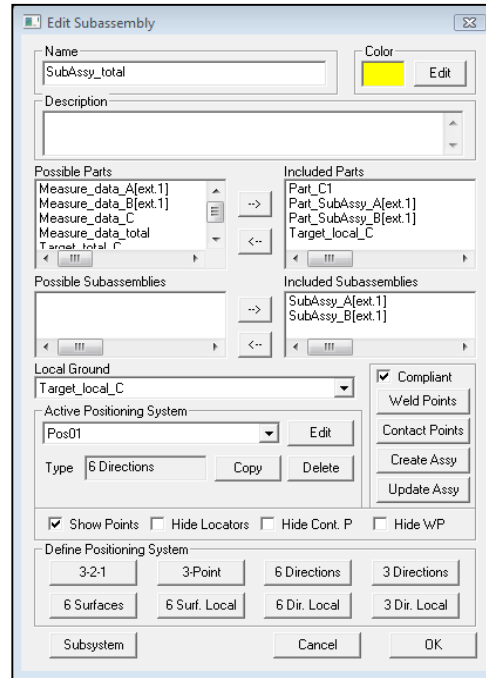 Edit Subassembly
Name
Color
SubAssy_total
Edit
Description
Possible Parts
Included Parts
Measure_data_A[ext.1]
Measure_data_B[ext.1]
Measure_data_C
Measure_data_total
Target_total_C
-->
<--
Part_C1
Part_SubAssy_A[ext.1]
Part_SubAssy_B[ext.1]
Target_local_C
Possible Subassemblies
Included Subassemblies
-->
<--
SubAssy_A[ext.1]
SubAssy_B[ext.1]
Local Ground
Target_local_C
Compliant
Weld Points
Contact Points
Create Assy
Update Assy
Active Positioning System
Pos01
Edit
Type
6 Directions
Copy
Delete
Show Points
Hide Locators
Hide Cont. P
Hide WP
Define Positioning System
3-2-1
3-Point
6 Directions
3 Directions
6 Surfaces
6 Surf. Local
6 Dir. Local
3 Dir. Local
Subsystem
Cancel
OK